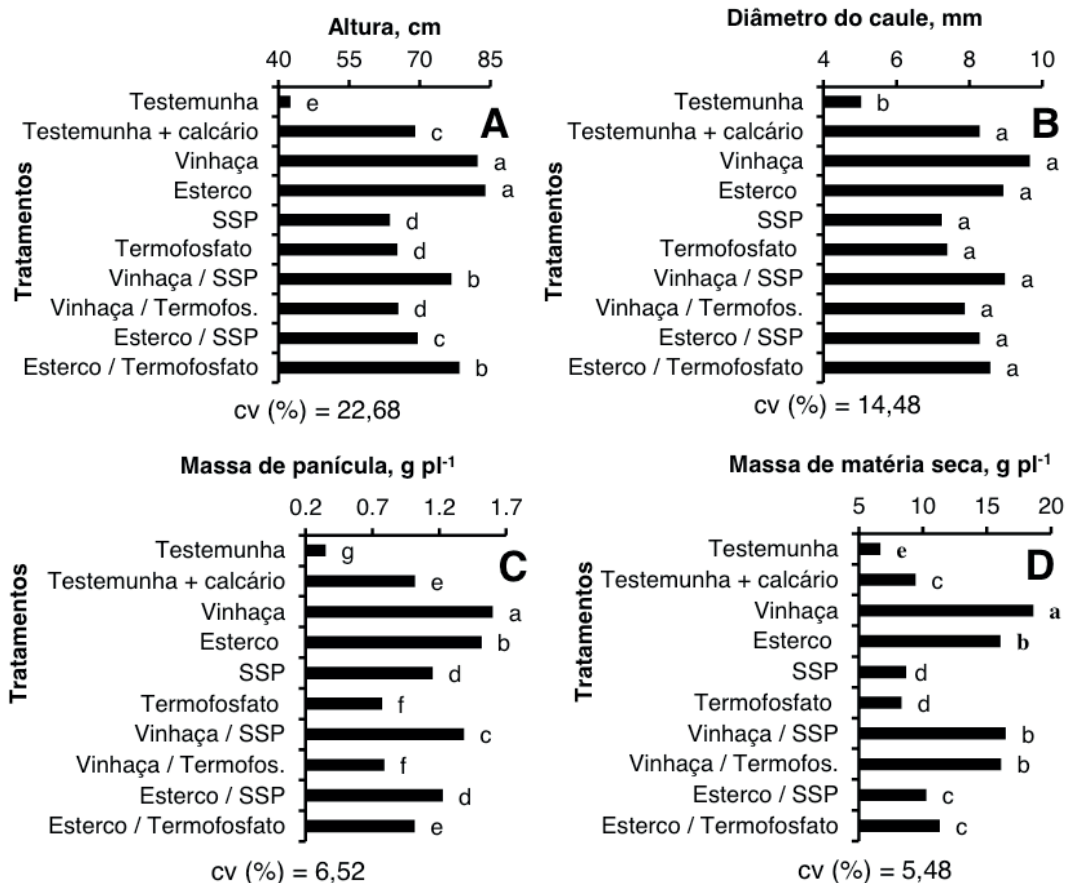 Altura, cm
40 55 70 85
Tratamentos
Testemunha e
Testemunha + calcário c
Vinhaça a
Esterco a
SSP d
Termofosfato d
Vinhaça / SSP b
Vinhaça / Termofos. d
Esterco / SSP c
Esterco / Termofosfato b
A
cv (%) = 22,68
Diâmetro do caule, mm
4 6 8 10
Tratamentos
Testemunha b
Testemunha + calcário a
Vinhaça a
Esterco a
SSP a
Termofosfato a
Vinhaça / SSP a
Vinhaça / Termofos. a
Esterco / SSP a
Esterco / Termofosfato a
B
cv (%) = 14,48
Massa de panícula, g pl⁻¹
0.2 0.7 1.2 1.7
Tratamentos
Testemunha g
Testemunha + calcário e
Vinhaça a
Esterco b
SSP d
Termofosfato f
Vinhaça / SSP c
Vinhaça / Termofos. f
Esterco / SSP d
Esterco / Termofosfato e
C
cv (%) = 6,52
Massa de matéria seca, g pl⁻¹
5 10 15 20
Tratamentos
Testemunha e
Testemunha + calcário c
Vinhaça a
Esterco b
SSP d
Termofosfato d
Vinhaça / SSP b
Vinhaça / Termofos. b
Esterco / SSP c
Esterco / Termofosfato c
D
cv (%) = 5,48